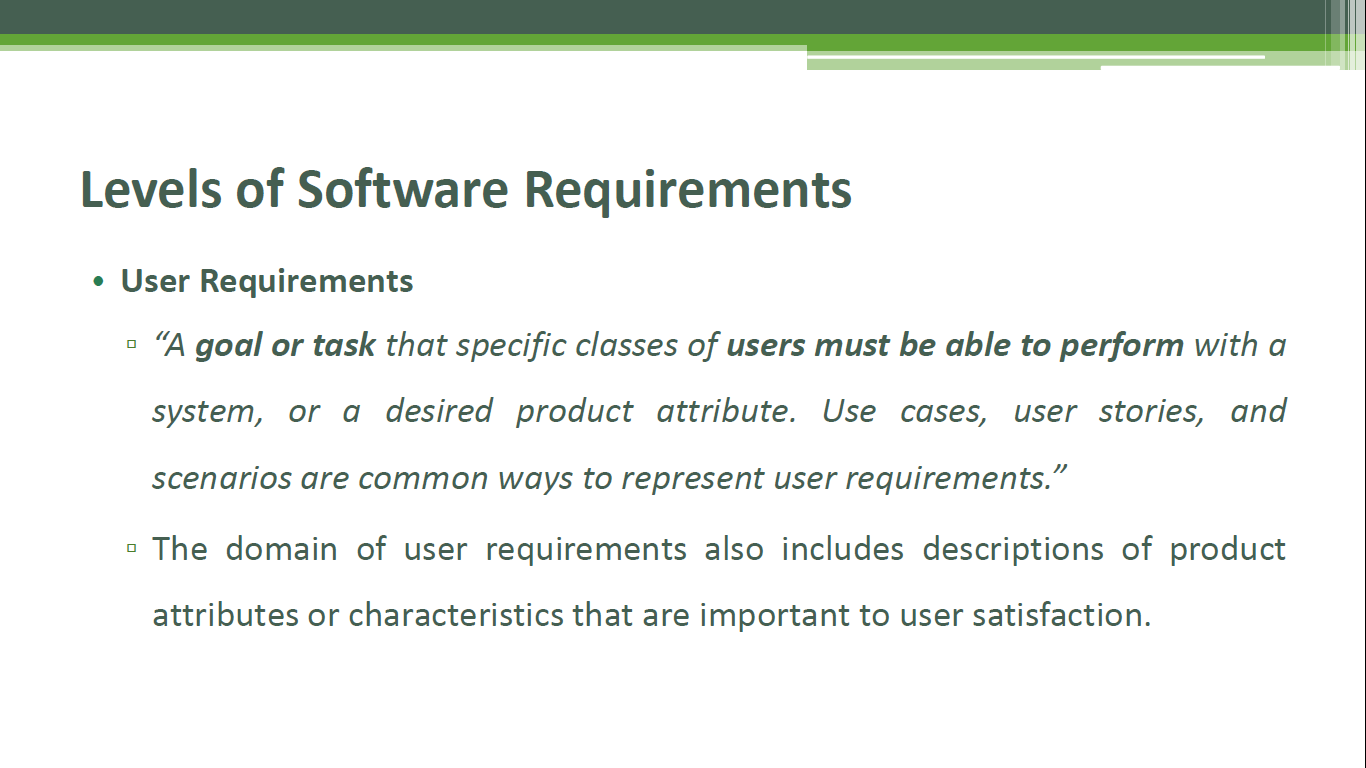 Levels of Software Requirements
• User Requirements
▫ “A goal or task that specific classes of users must be able to perform with a
system, or a desired product attribute. Use cases, user stories, and
scenarios are common ways to represent user requirements.”
▫ The domain of user requirements also includes descriptions of product
attributes or characteristics that are important to user satisfaction.